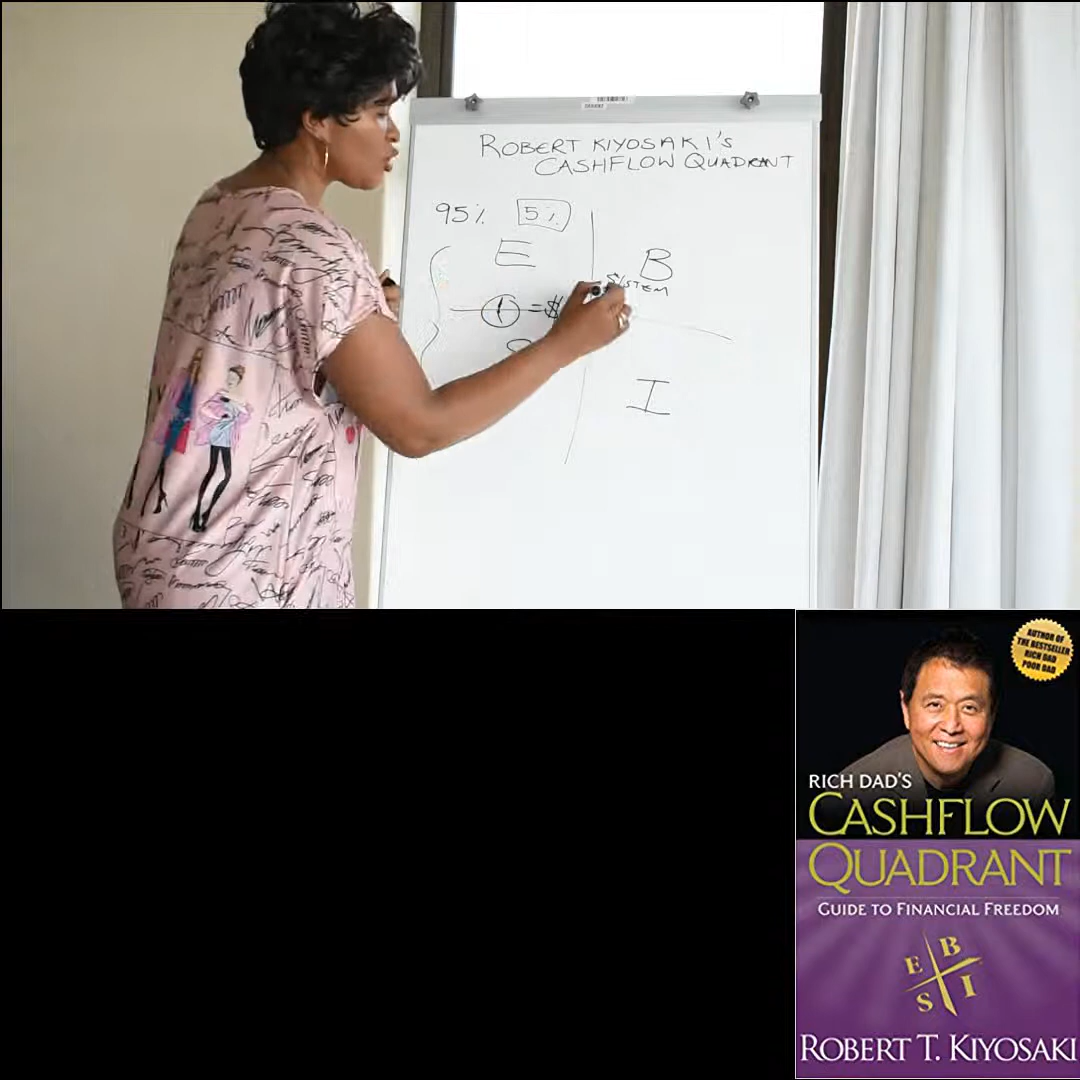 ROBERT KIYOSAKI'S
CASHFLOW QUADRANT
95% 5%
E
B
SYSTEM
= $
I
AUTHOR OF
THE BESTSELLER
RICH DAD
POOR DAD
RICH DAD'S
CASHFLOW
QUADRANT
GUIDE TO FINANCIAL FREEDOM
E B
S I
ROBERT T. KIYOSAKI